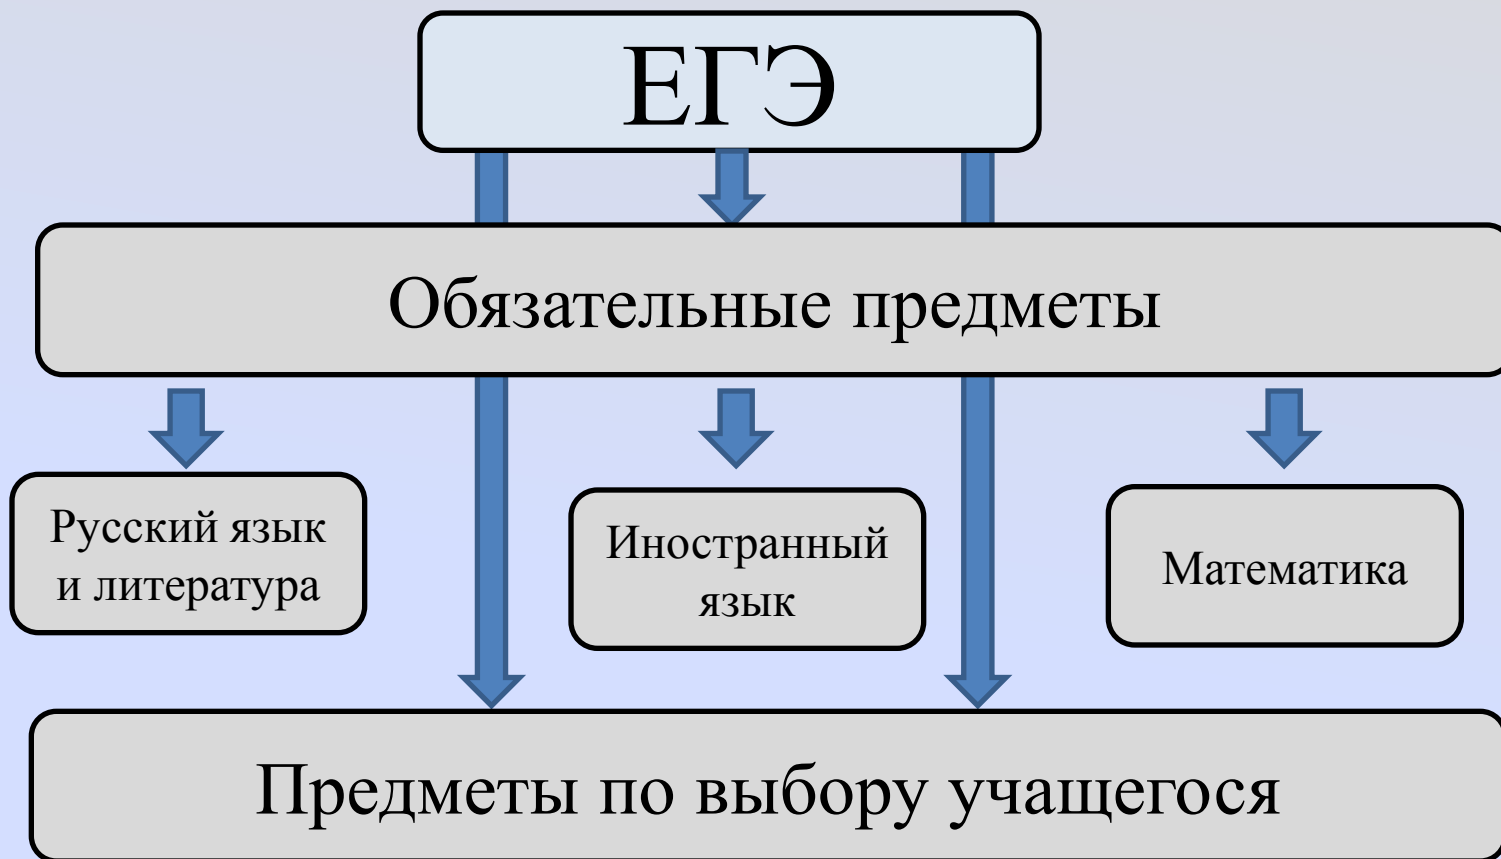 ЕГЭ
Обязательные предметы
Русский язык
и литература
Иностранный
язык
Математика
Предметы по выбору учащегося